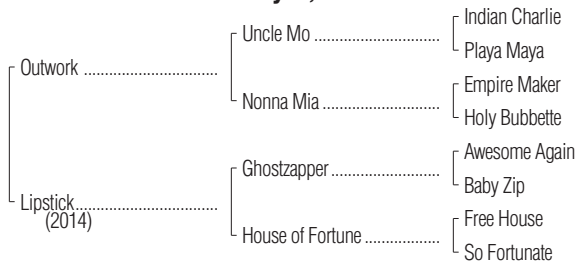 Indian Charlie
Uncle Mo
Playa Maya
Outwork
Empire Maker
Nonna Mia
Holy Bubbette
Awesome Again
Ghostzapper
Baby Zip
Lipstick
(2014)
Free House
House of Fortune
So Fortunate